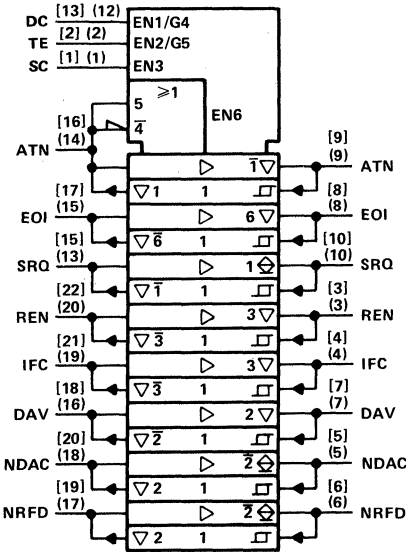 DC [13] (12) EN1/G4
TE [2] (2) EN2/G5
SC [1] (1) EN3
≥1
5 EN6
[16] 4̅ [9]
ATN (14) (9) ATN
▷ 1̅ ▽
[17] ▽ 1 1 [8]
EOI (15) (8) EOI
▷ 6 ▽
[15] ▽ 6̅ 1 [10]
SRQ (13) (10) SRQ
▷ 1
[22] ▽ 1̅ 1 [3]
REN (20) (3) REN
▷ 3 ▽
[21] ▽ 3̅ 1 [4]
IFC (19) (4) IFC
▷ 3 ▽
[18] ▽ 3̅ 1 [7]
DAV (16) (7) DAV
▷ 2 ▽
[20] ▽ 2̅ 1 [5]
NDAC (18) (5) NDAC
▷ 2̅
[19] ▽ 2 1 [6]
NRFD (17) (6) NRFD
▷ 2̅
▽ 2 1